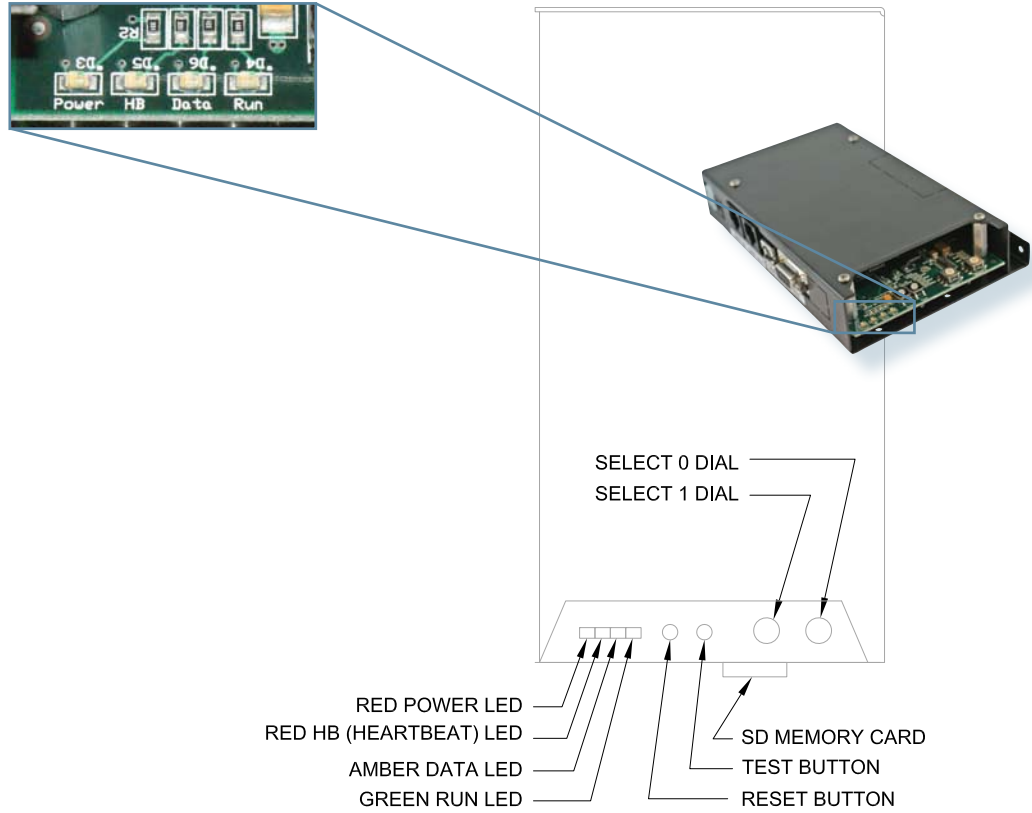 R2
8
D3
D5
D6
D4
Power HB Data Run
SELECT 0 DIAL
SELECT 1 DIAL
RED POWER LED
RED HB (HEARTBEAT) LED
AMBER DATA LED
GREEN RUN LED
SD MEMORY CARD
TEST BUTTON
RESET BUTTON